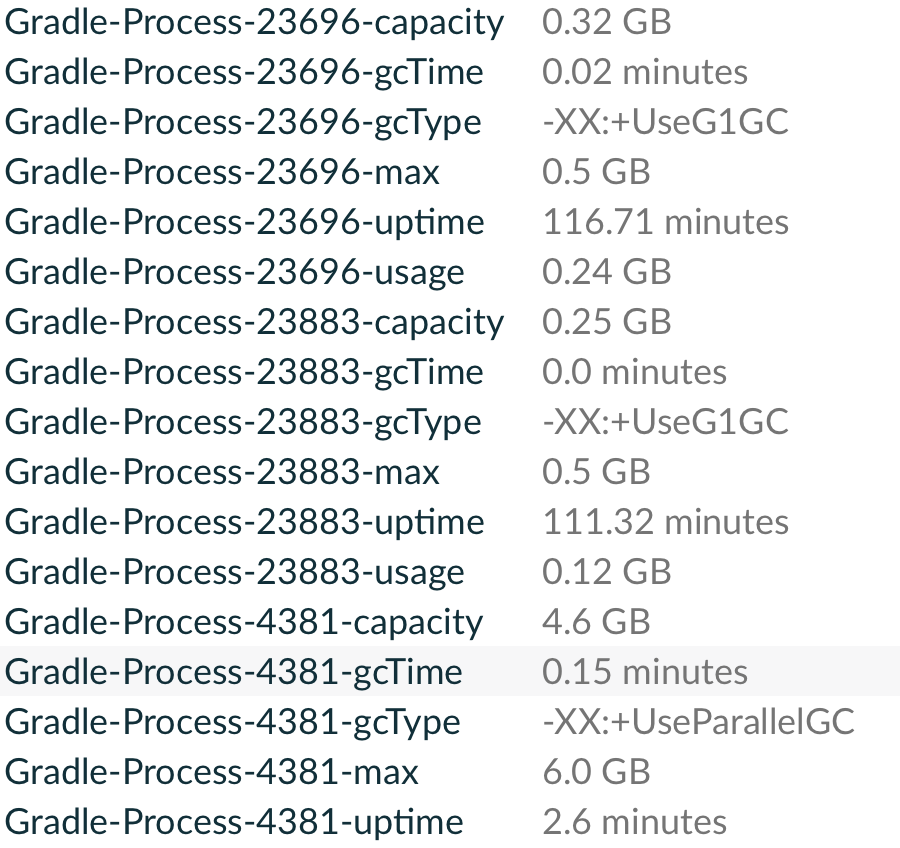 Gradle-Process-23696-capacity 0.32 GB
Gradle-Process-23696-gcTime 0.02 minutes
Gradle-Process-23696-gcType -XX:+UseG1GC
Gradle-Process-23696-max 0.5 GB
Gradle-Process-23696-uptime 116.71 minutes
Gradle-Process-23696-usage 0.24 GB
Gradle-Process-23883-capacity 0.25 GB
Gradle-Process-23883-gcTime 0.0 minutes
Gradle-Process-23883-gcType -XX:+UseG1GC
Gradle-Process-23883-max 0.5 GB
Gradle-Process-23883-uptime 111.32 minutes
Gradle-Process-23883-usage 0.12 GB
Gradle-Process-4381-capacity 4.6 GB
Gradle-Process-4381-gcTime 0.15 minutes
Gradle-Process-4381-gcType -XX:+UseParallelGC
Gradle-Process-4381-max 6.0 GB
Gradle-Process-4381-uptime 2.6 minutes